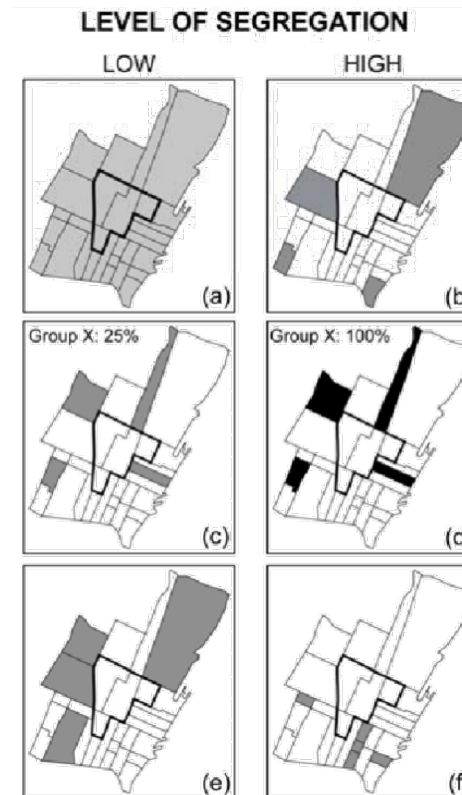 LEVEL OF SEGREGATION
LOW
HIGH
(a)
(b
Group X: 25%
Group X: 100%
(c)
(d
(e)
(f